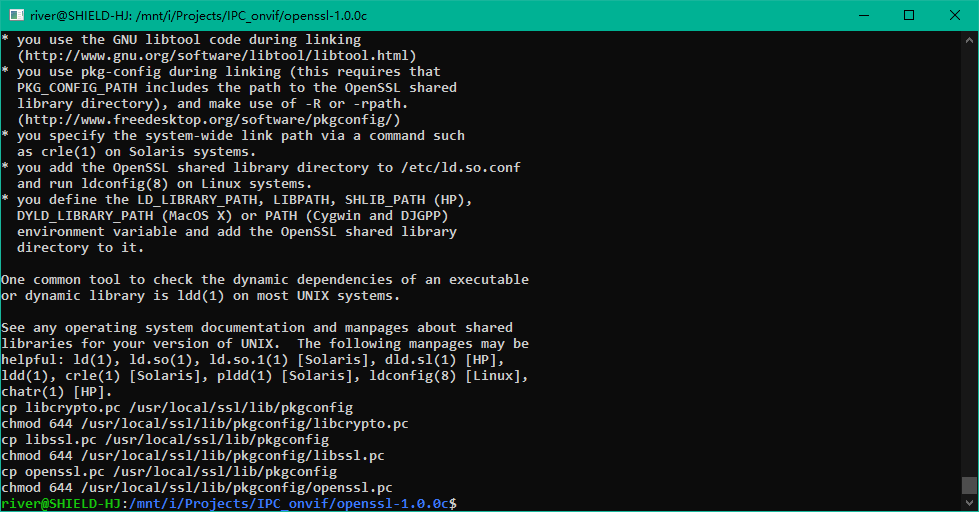 river@SHIELD-HJ: /mnt/i/Projects/IPC_onvif/openssl-1.0.0c
* you use the GNU libtool code during linking
  (http://www.gnu.org/software/libtool/libtool.html)
* you use pkg-config during linking (this requires that
  PKG_CONFIG_PATH includes the path to the OpenSSL shared
  library directory), and make use of -R or -rpath.
  (http://www.freedesktop.org/software/pkgconfig/)
* you specify the system-wide link path via a command such
  as crle(1) on Solaris systems.
* you add the OpenSSL shared library directory to /etc/ld.so.conf
  and run ldconfig(8) on Linux systems.
* you define the LD_LIBRARY_PATH, LIBPATH, SHLIB_PATH (HP),
  DYLD_LIBRARY_PATH (MacOS X) or PATH (Cygwin and DJGPP)
  environment variable and add the OpenSSL shared library
  directory to it.

One common tool to check the dynamic dependencies of an executable
or dynamic library is ldd(1) on most UNIX systems.

See any operating system documentation and manpages about shared
libraries for your version of UNIX.  The following manpages may be
helpful: ld(1), ld.so(1), ld.so.1(1) [Solaris], dld.sl(1) [HP],
ldd(1), crle(1) [Solaris], pldd(1) [Solaris], ldconfig(8) [Linux],
chatr(1) [HP].
cp libcrypto.pc /usr/local/ssl/lib/pkgconfig
chmod 644 /usr/local/ssl/lib/pkgconfig/libcrypto.pc
cp libssl.pc /usr/local/ssl/lib/pkgconfig
chmod 644 /usr/local/ssl/lib/pkgconfig/libssl.pc
cp openssl.pc /usr/local/ssl/lib/pkgconfig
chmod 644 /usr/local/ssl/lib/pkgconfig/openssl.pc
river@SHIELD-HJ:/mnt/i/Projects/IPC_onvif/openssl-1.0.0c$